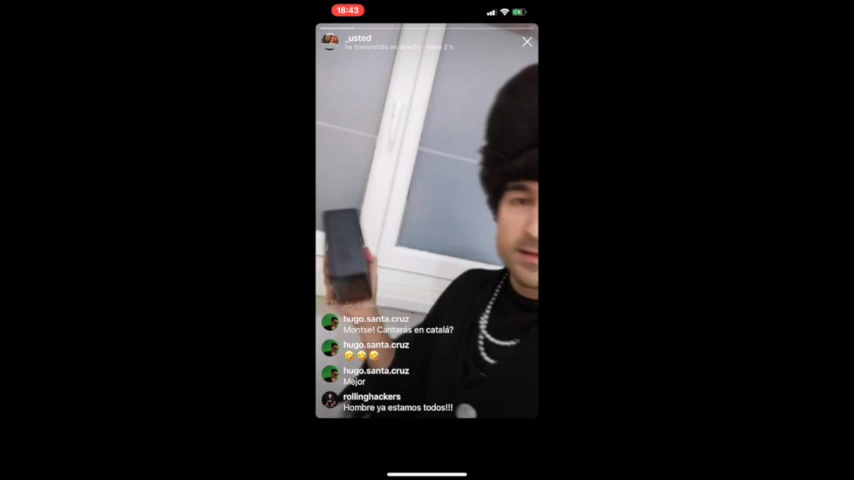 18:43
_usted
ha transmitido en directo · Hace 2 h
hugo.santa.cruz
Montse! Cantarás en catalá?
hugo.santa.cruz
🤣🤣🤣
hugo.santa.cruz
Mejor
rollinghackers
Hombre ya estamos todos!!!